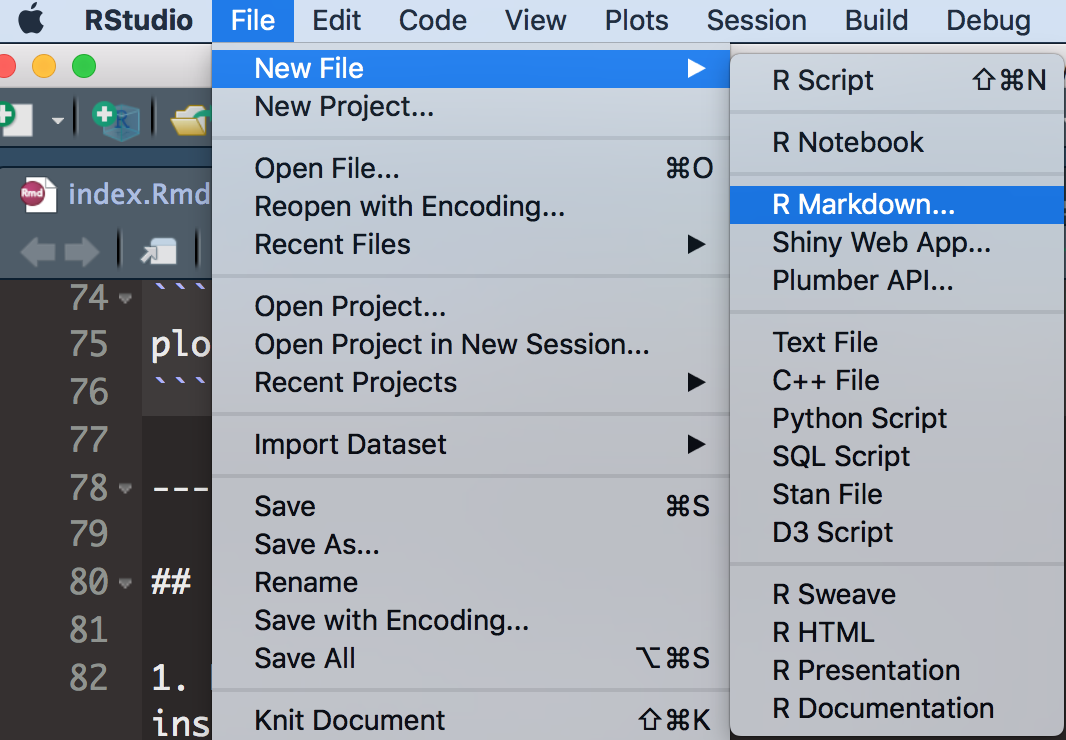 RStudio File Edit Code View Plots Session Build Debug
New File
New Project...
Open File... ⌘O
Reopen with Encoding...
Recent Files
Open Project...
Open Project in New Session...
Recent Projects
Import Dataset
Save ⌘S
Save As...
Rename
Save with Encoding...
Save All ⌥⌘S
Knit Document ⇧⌘K
R Script ⇧⌘N
R Notebook
R Markdown...
Shiny Web App...
Plumber API...
Text File
C++ File
Python Script
SQL Script
Stan File
D3 Script
R Sweave
R HTML
R Presentation
R Documentation
R
Rmd index.Rmd
74 ```
75 plo
76 ```
77
78 ---
79
80 ##
81
82 1.
ins